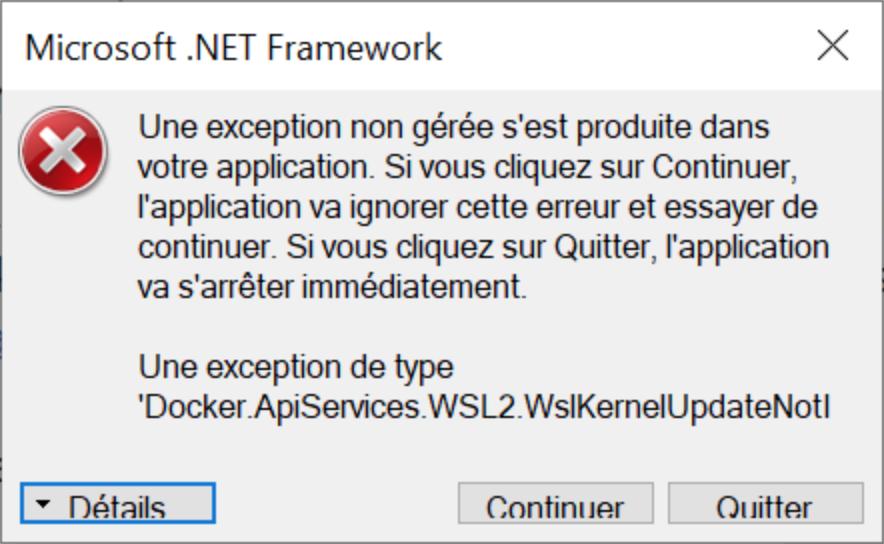 Microsoft .NET Framework
Une exception non gérée s'est produite dans
votre application. Si vous cliquez sur Continuer,
l'application va ignorer cette erreur et essayer de
continuer. Si vous cliquez sur Quitter, l'application
va s'arrêter immédiatement.
Une exception de type
'Docker.ApiServices.WSL2.WslKernelUpdateNotI
Détails
Continuer
Quitter